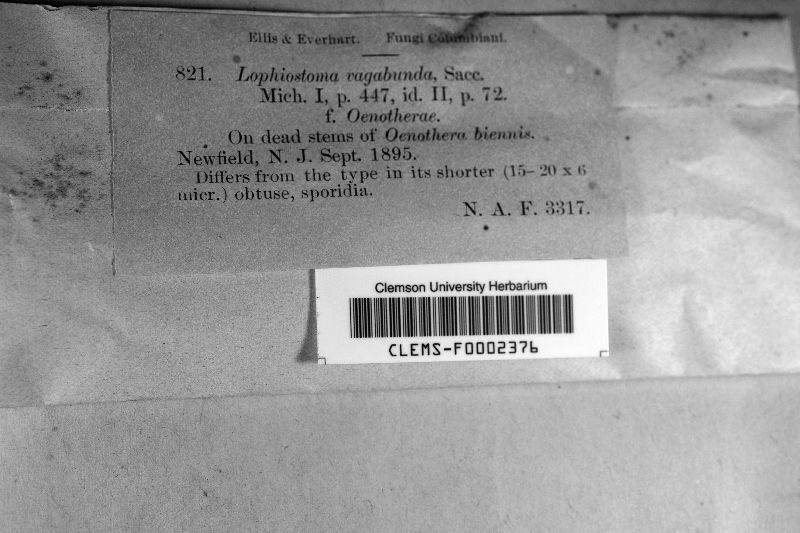 Ellis & Everhart. Fungi Columbiani.
821. Lophiostoma vagabunda, Sacc.
Mich. I, p. 447, id. II, p. 72.
f. Oenotherae.
On dead stems of Oenothera biennis.
Newfield, N. J. Sept. 1895.
Differs from the type in its shorter (15-20 x 6
micr.) obtuse, sporidia.
N. A. F. 3317.
Clemson University Herbarium
CLEMS-F0002376